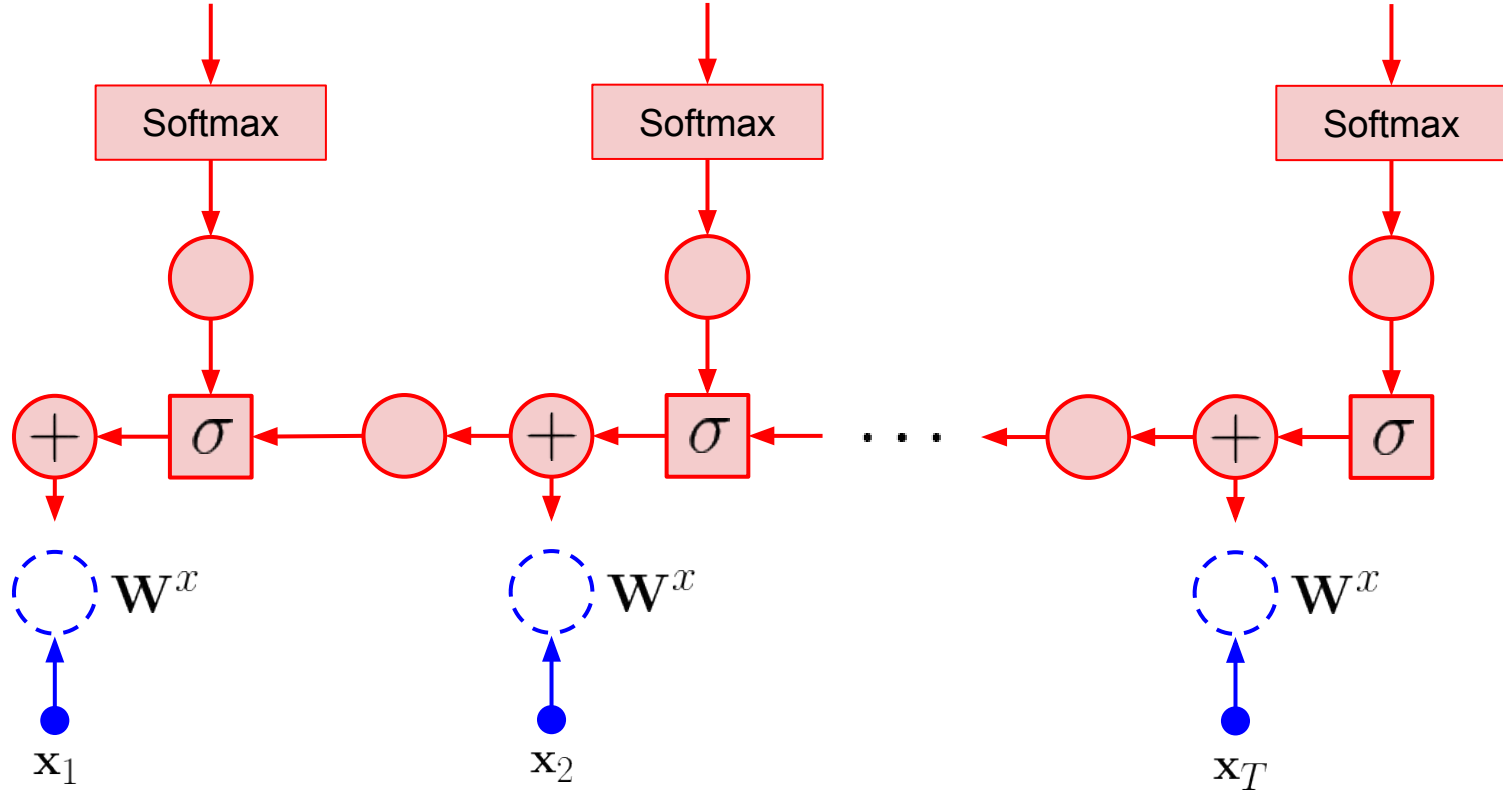 Softmax Softmax Softmax
+ σ + σ . . . + σ
W^x W^x W^x
x_1 x_2 x_T